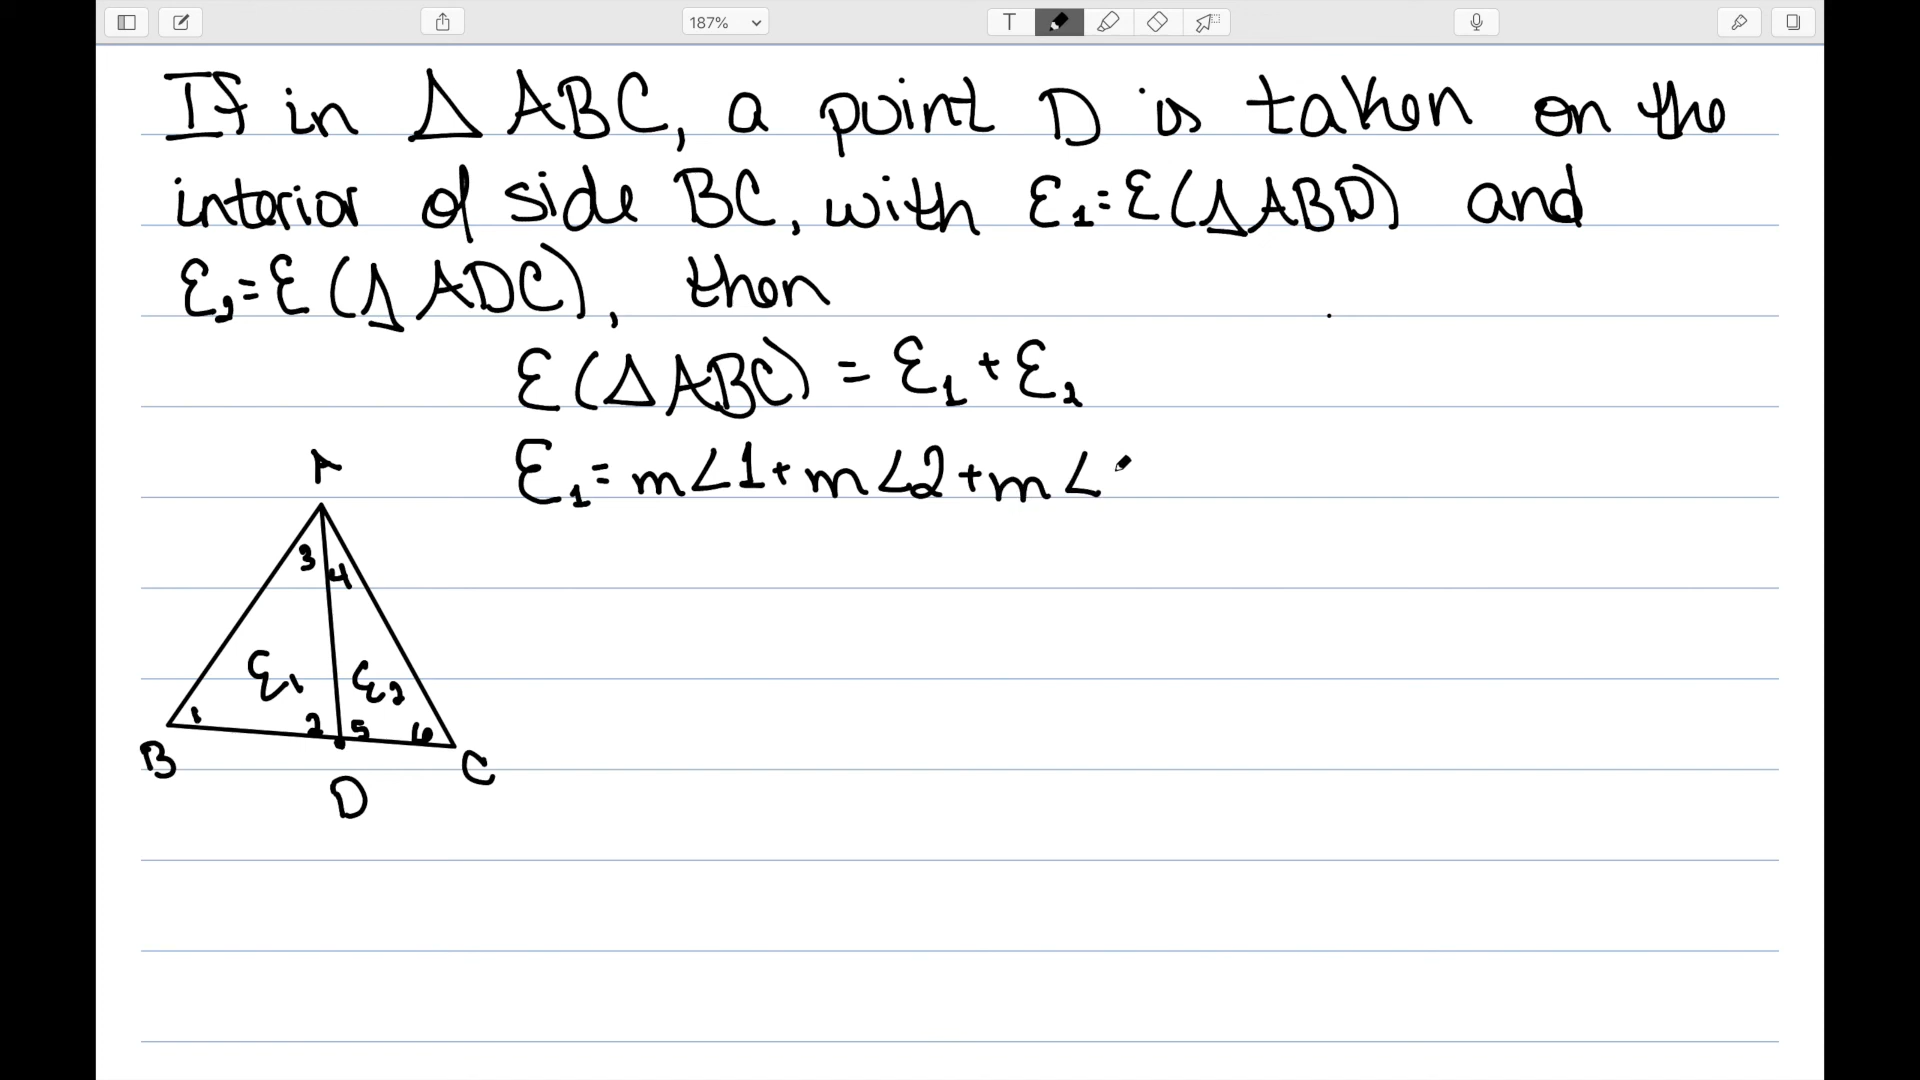 187%
T
If in △ABC, a point D is taken on the
interior of side BC, with ℰ₁=ℰ(△ABD) and
ℰ₂=ℰ(△ADC), then
ℰ(△ABC) = ℰ₁ + ℰ₂
ℰ₁ = m∠1 + m∠2 + m∠
A
3 4
ℰ₁ ℰ₂
1 2 5 6
B D C